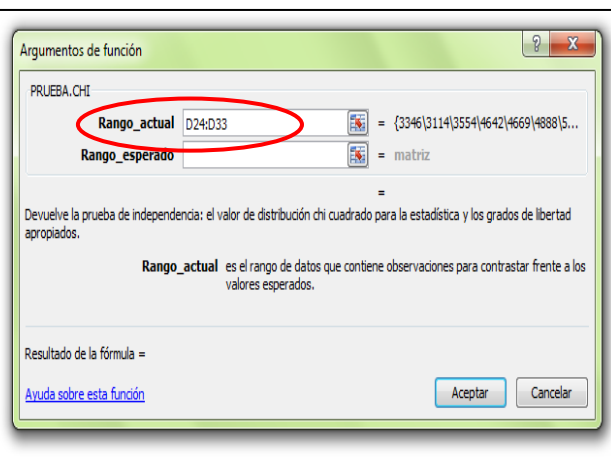 Argumentos de función
PRUEBA.CHI
Rango_actual D24:D33 = {3346\3114\3554\4642\4669\4888\5...
Rango_esperado = matriz
=
Devuelve la prueba de independencia: el valor de distribución chi cuadrado para la estadística y los grados de libertad
apropiados.
Rango_actual es el rango de datos que contiene observaciones para contrastar frente a los
valores esperados.
Resultado de la fórmula =
Ayuda sobre esta función Aceptar Cancelar